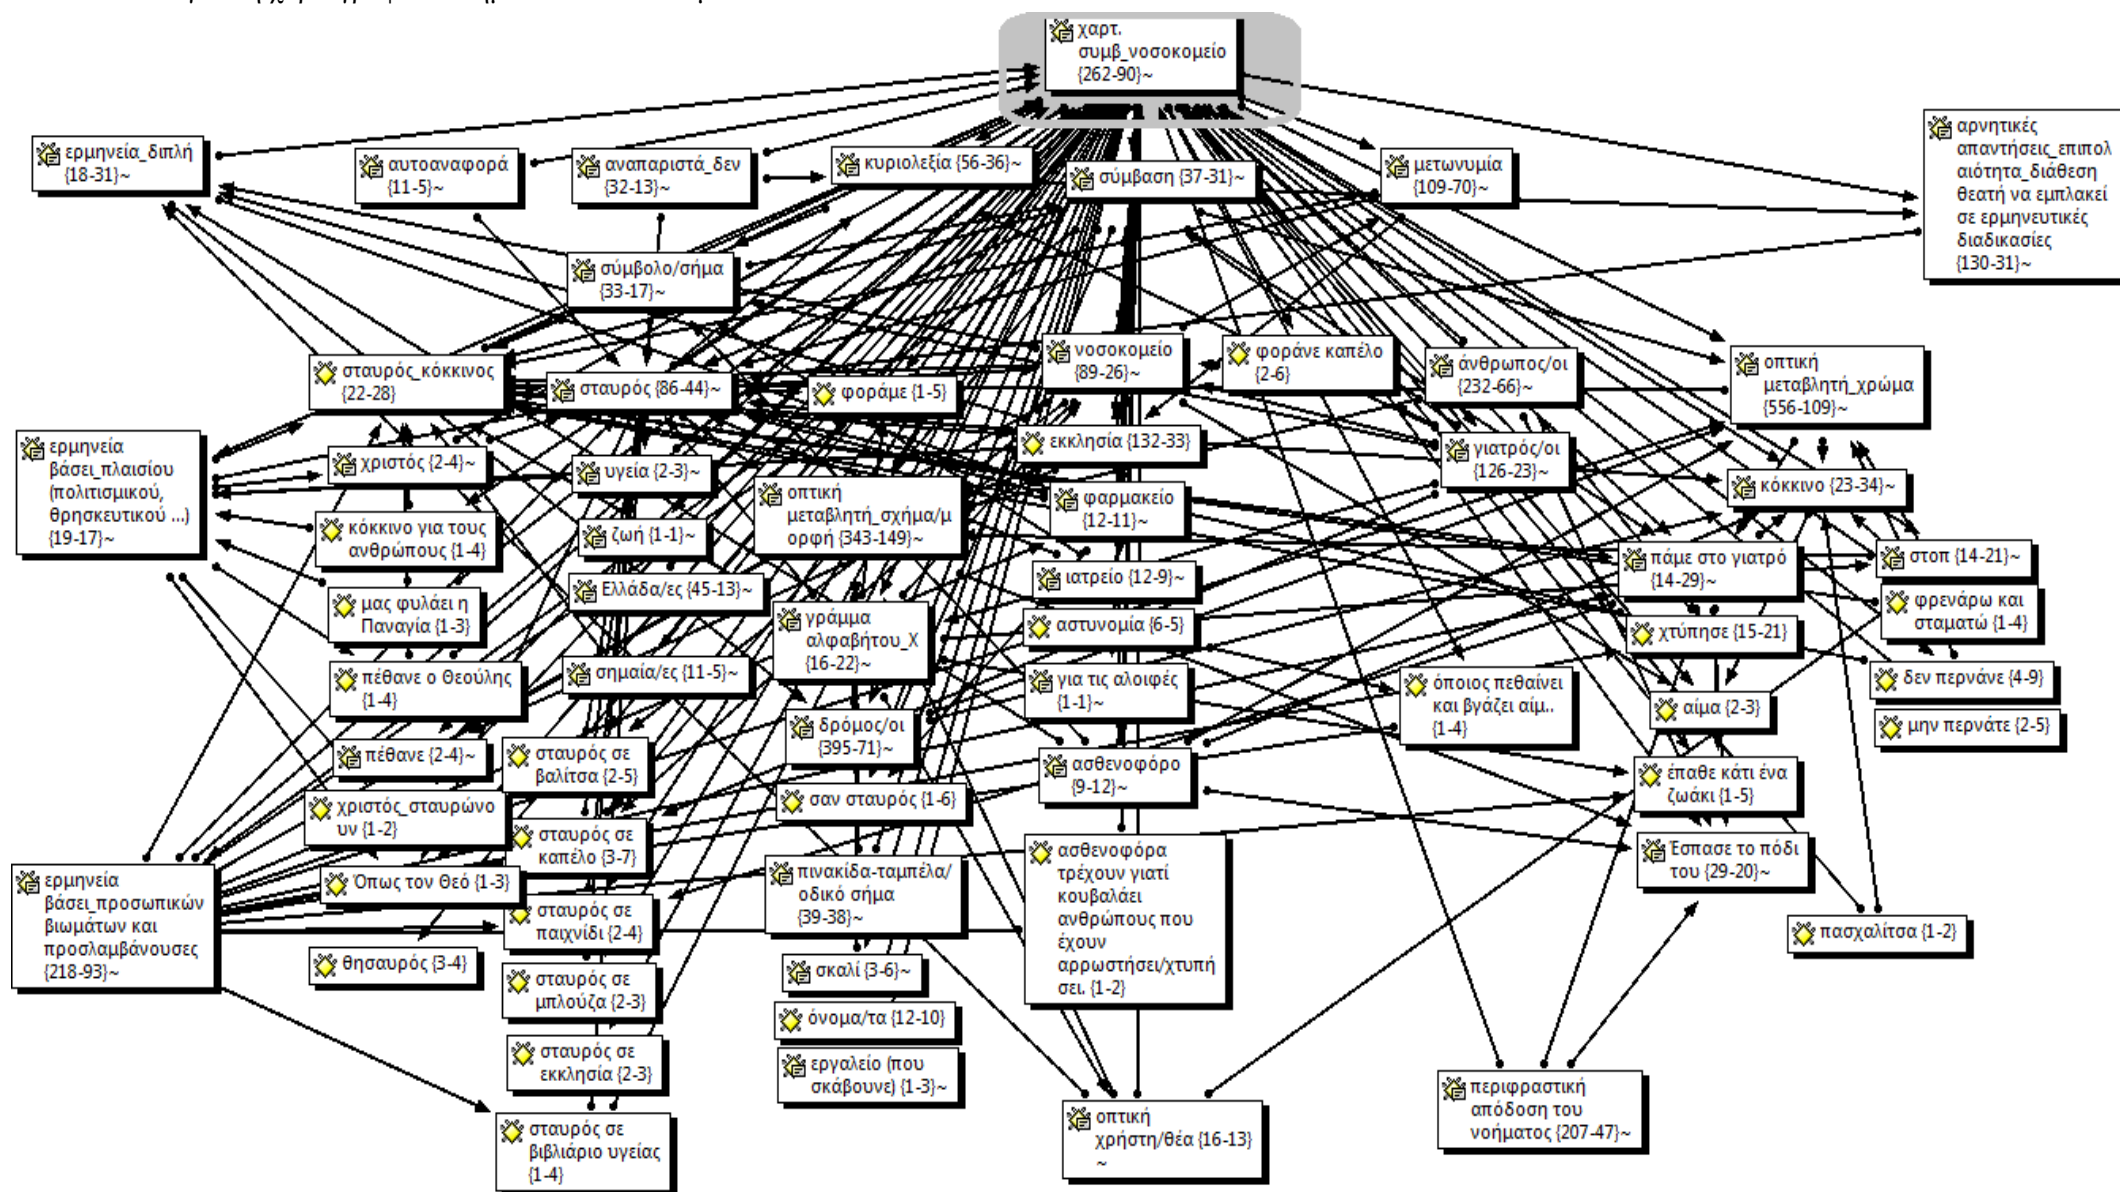 χαρτ.
συμβ_νοσοκομείο
{262-90}~
ερμηνεία_διπλή
{18-31}~
αυτοαναφορά
{11-5}~
αναπαριστά_δεν
{32-13}~
κυριολεξία {56-36}~
σύμβαση {37-31}~
μετωνυμία
{109-70}~
αρνητικές
απαντήσεις_επιπολ
αιότητα_διάθεση
θεατή να εμπλακεί
σε ερμηνευτικές
διαδικασίες
{130-31}~
σύμβολο/σήμα
{33-17}~
σταυρός_κόκκινος
{22-28}
σταυρός {86-44}~
φοράμε {1-5}
νοσοκομείο
{89-26}~
φοράνε καπέλο
{2-6}
άνθρωπος/οι
{232-66}~
οπτική
μεταβλητή_χρώμα
{556-109}~
ερμηνεία
βάσει_πλαισίου
(πολιτισμικού,
θρησκευτικού ...)
{19-17}~
χριστός {2-4}~
υγεία {2-3}~
εκκλησία {132-33}
γιατρός/οι
{126-23}~
κόκκινο {23-34}~
κόκκινο για τους
ανθρώπους {1-4}
ζωή {1-1}~
οπτική
μεταβλητή_σχήμα/μ
ορφή {343-149}~
φαρμακείο
{12-11}~
ιατρείο {12-9}~
πάμε στο γιατρό
{14-29}~
στοπ {14-21}~
μας φυλάει η
Παναγία {1-3}
Ελλάδα/ες {45-13}~
γράμμα
αλφαβήτου_Χ
{16-22}~
αστυνομία {6-5}
χτύπησε {15-21}
φρενάρω και
σταματώ {1-4}
πέθανε ο Θεούλης
{1-4}
σημαία/ες {11-5}~
για τις αλοιφές
{1-1}~
όποιος πεθαίνει
και βγάζει αίμ..
{1-4}
αίμα {2-3}
δεν περνάνε {4-9}
μην περνάτε {2-5}
πέθανε {2-4}~
σταυρός σε
βαλίτσα {2-5}
δρόμος/οι
{395-71}~
ασθενοφόρο
{9-12}~
έπαθε κάτι ένα
ζωάκι {1-5}
χριστός_σταυρώνο
υν {1-2}
σταυρός σε
καπέλο {3-7}
σαν σταυρός {1-6}
Έσπασε το πόδι
του {29-20}~
ερμηνεία
βάσει_προσωπικών
βιωμάτων και
προσλαμβάνουσες
{218-93}~
Όπως τον Θεό {1-3}
σταυρός σε
παιχνίδι {2-4}
πινακίδα-ταμπέλα/
οδικό σήμα
{39-38}~
ασθενοφόρα
τρέχουν γιατί
κουβαλάει
ανθρώπους που
έχουν
αρρωστήσει/χτυπή
σει. {1-2}
πασχαλίτσα {1-2}
θησαυρός {3-4}
σταυρός σε
μπλούζα {2-3}
σκαλί {3-6}~
όνομα/τα {12-10}
σταυρός σε
εκκλησία {2-3}
εργαλείο (που
σκάβουνε) {1-3}~
σταυρός σε
βιβλιάριο υγείας
{1-4}
οπτική
χρήστη/θέα {16-13}
~
περιφραστική
απόδοση του
νοήματος {207-47}~